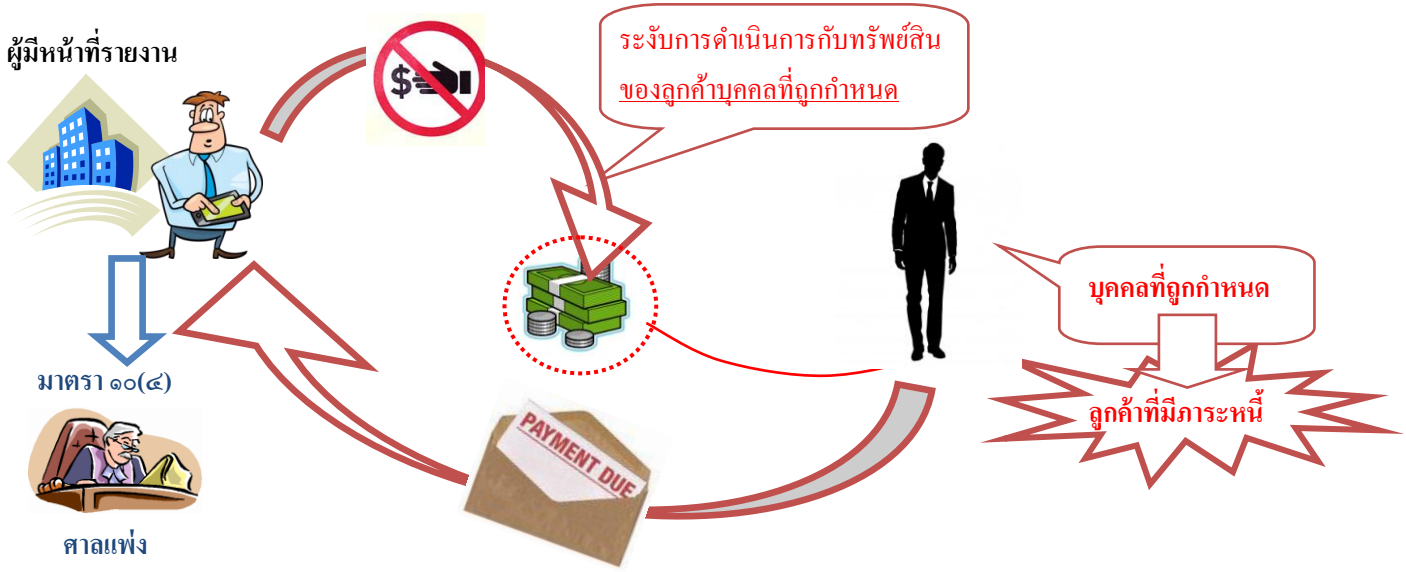 ผู้มีหน้าที่รายงาน
$
ระงับการดำเนินการกับทรัพย์สิน
ของลูกค้าบุคคลที่ถูกกำหนด
บุคคลที่ถูกกำหนด
ลูกค้าที่มีภาระหนี้
มาตรา ๑๐(๔)
ศาลแพ่ง
PAYMENT DUE